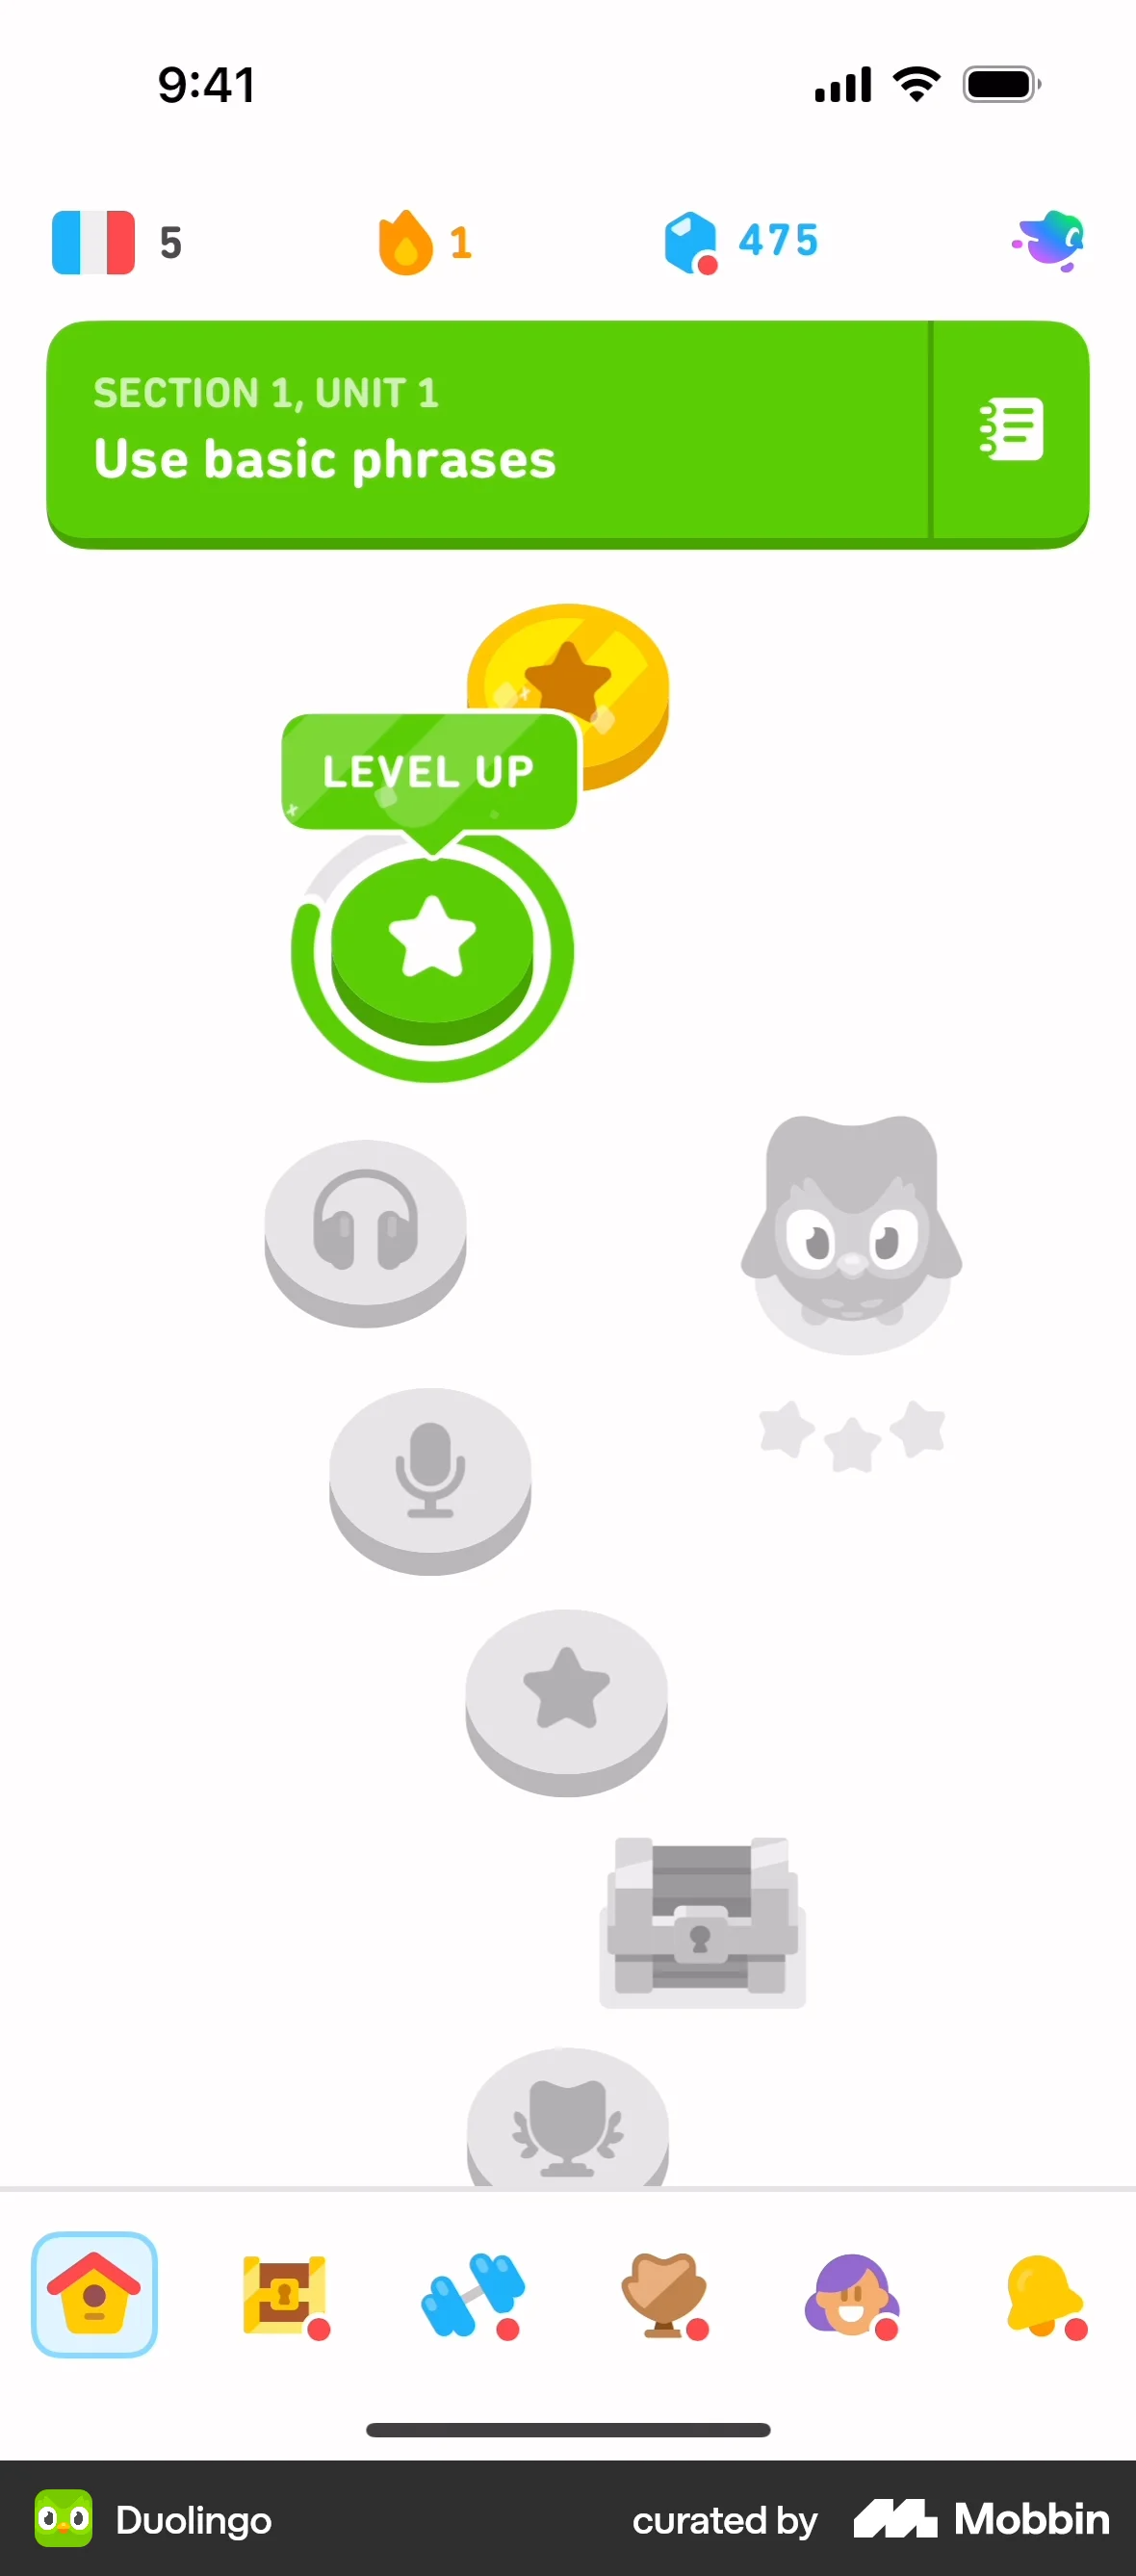 9:41
5
1
475
SECTION 1, UNIT 1
Use basic phrases
LEVEL UP
Duolingo
curated by Mobbin